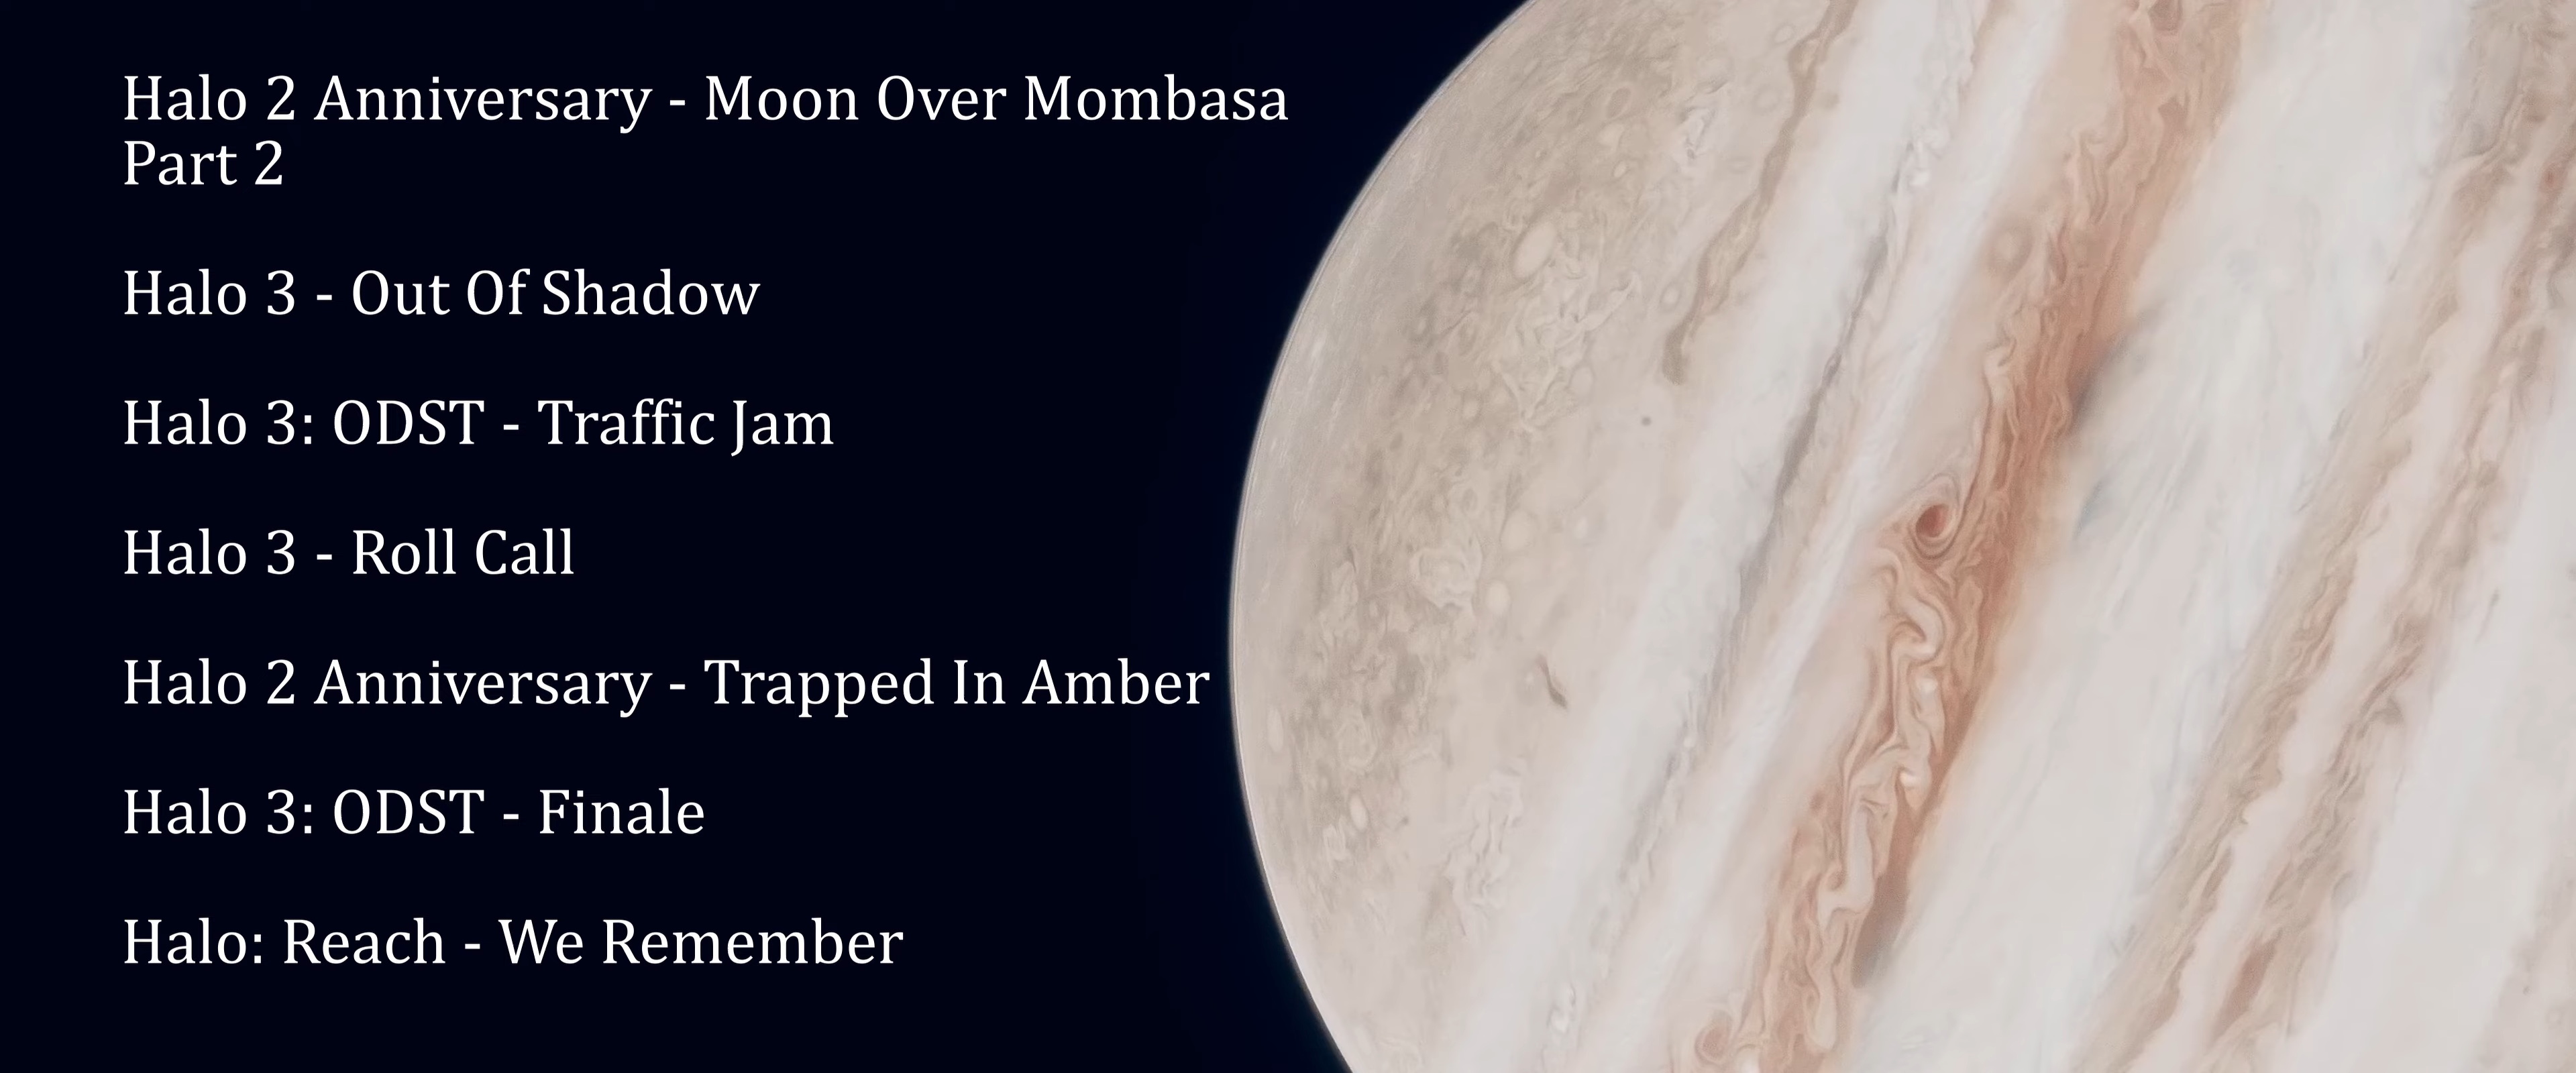 Halo 2 Anniversary - Moon Over Mombasa
Part 2
Halo 3 - Out Of Shadow
Halo 3: ODST - Traffic Jam
Halo 3 - Roll Call
Halo 2 Anniversary - Trapped In Amber
Halo 3: ODST - Finale
Halo: Reach - We Remember